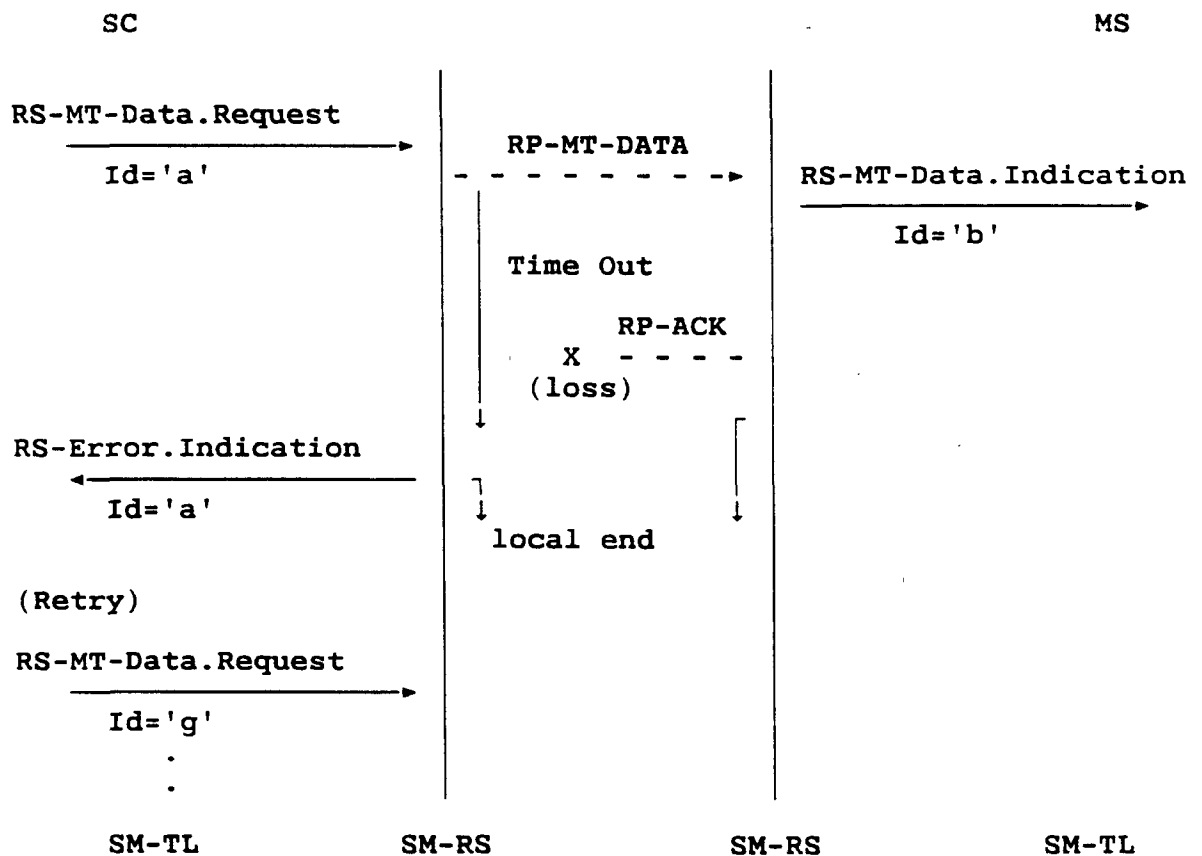 SC MS
RS-MT-Data.Request
RP-MT-DATA
Id='a'
RS-MT-Data.Indication
Id='b'
Time Out
RP-ACK
X
(loss)
RS-Error.Indication
Id='a'
local end
(Retry)
RS-MT-Data.Request
Id='g'
SM-TL SM-RS SM-RS SM-TL